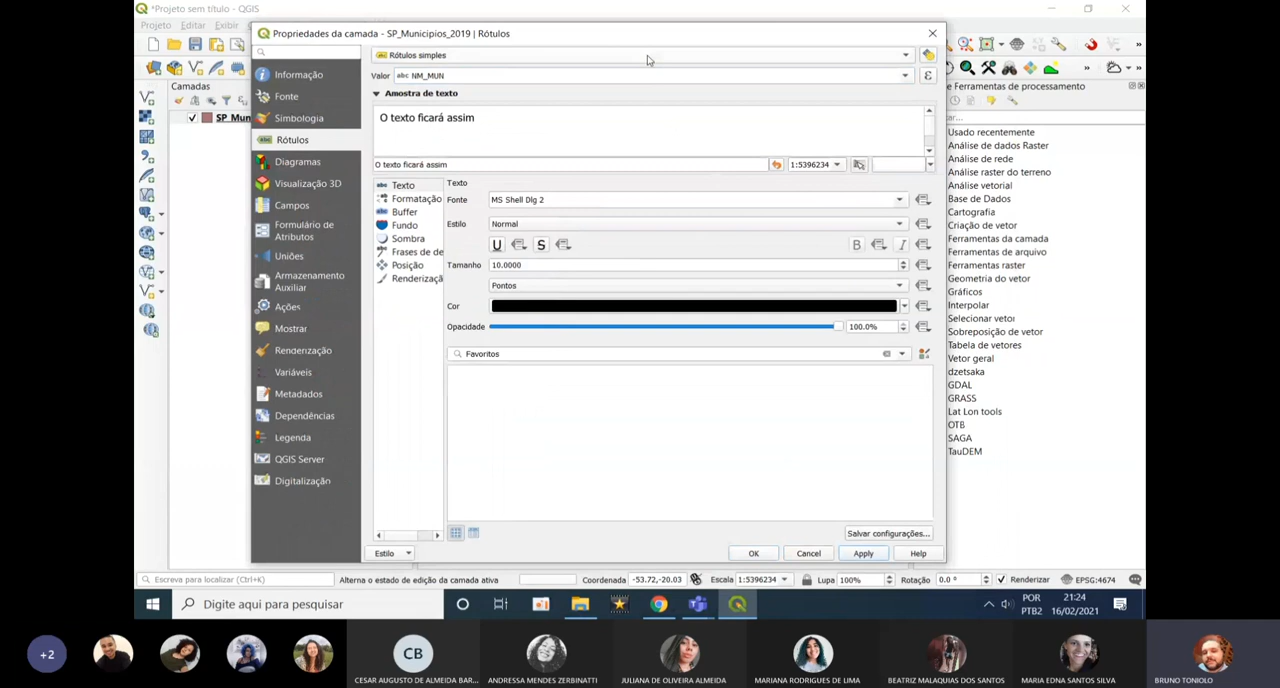 *Projeto sem título - QGIS
Projeto Editar Exibir
Propriedades da camada - SP_Municipios_2019 | Rótulos
Rótulos simples
Valor abc NM_MUN
Amostra de texto
O texto ficará assim
O texto ficará assim
1:5396234
Camadas
SP_Mun
Informação
Fonte
Simbologia
Rótulos
Diagramas
Visualização 3D
Campos
Formulário de
Atributos
Uniões
Armazenamento
Auxiliar
Ações
Mostrar
Renderização
Variáveis
Metadados
Dependências
Legenda
QGIS Server
Digitalização
Texto
Formatação
Buffer
Fundo
Sombra
Frases de de
Posição
Renderizaçã
Texto
Fonte MS Shell Dlg 2
Estilo Normal
U S B I
Tamanho 10.0000
Pontos
Cor
Opacidade 100.0%
Favoritos
Salvar configurações...
Estilo OK Cancel Apply Help
e Ferramentas de processamento
ar...
Usado recentemente
Análise de dados Raster
Análise de rede
Análise raster do terreno
Análise vetorial
Base de Dados
Cartografia
Criação de vetor
Ferramentas da camada
Ferramentas de arquivo
Ferramentas raster
Geometria do vetor
Gráficos
Interpolar
Selecionar vetor
Sobreposição de vetor
Tabela de vetores
Vetor geral
dzetsaka
GDAL
GRASS
Lat Lon tools
OTB
SAGA
TauDEM
Escreva para localizar (Ctrl+K) Alterna o estado de edição da camada ativa Coordenada -53.72,-20.03 Escala 1:5396234 Lupa 100% Rotação 0.0 ° Renderizar EPSG:4674
Digite aqui para pesquisar
POR
PTB2
21:24
16/02/2021
+2
CB
CESAR AUGUSTO DE ALMEIDA BAR...
ANDRESSA MENDES ZERBINATTI
JULIANA DE OLIVEIRA ALMEIDA
MARIANA RODRIGUES DE LIMA
BEATRIZ MALAQUIAS DOS SANTOS
MARIA EDNA SANTOS SILVA
BRUNO TONIOLO